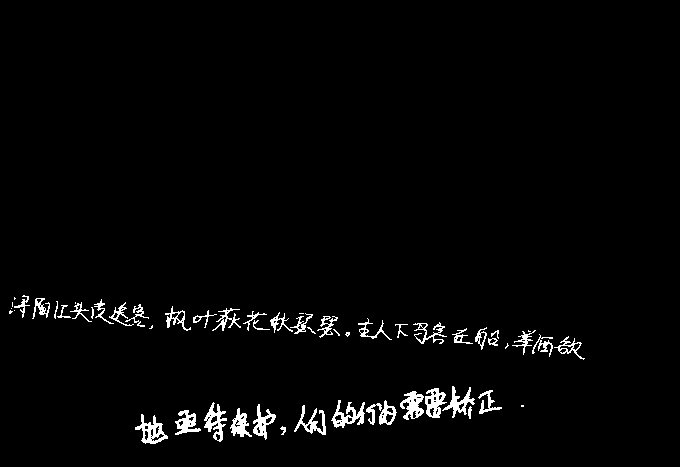 浔阳江头夜送客,枫叶荻花秋瑟瑟。主人下马客在船,举酒欲
地更待保护,人们的行为需要矫正.